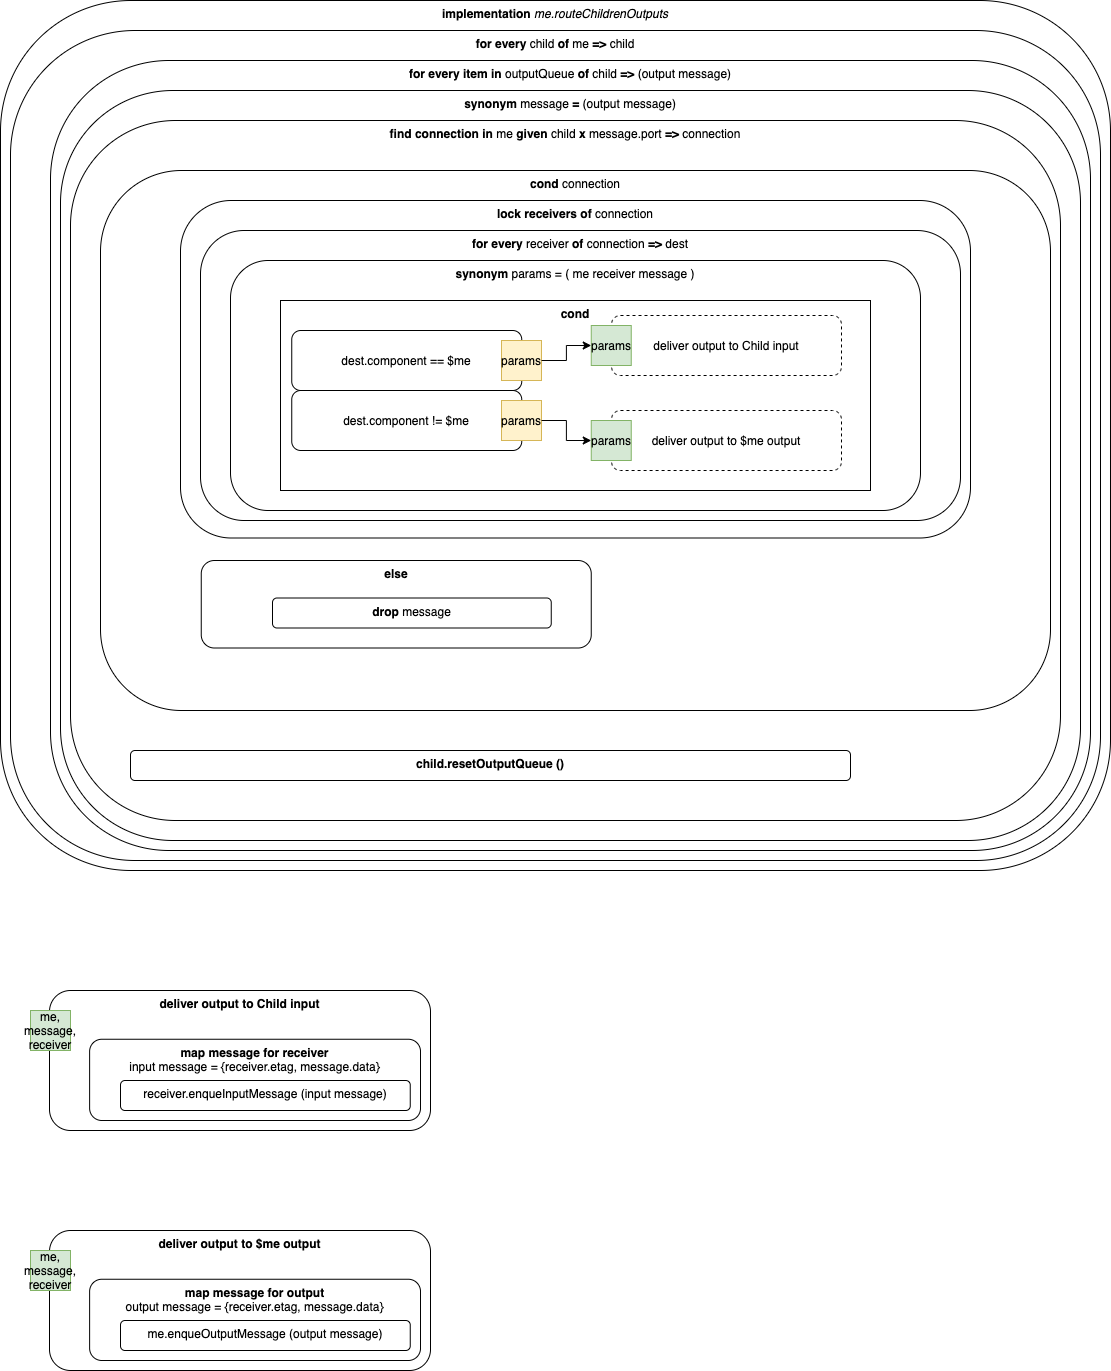 implementation me.routeChildrenOutputs
for every child of me => child
for every item in outputQueue of child => (output message)
synonym message = (output message)
find connection in me given child x message.port => connection
cond connection
lock receivers of connection
for every receiver of connection => dest
synonym params = ( me receiver message )
cond
dest.component == $me
params
params
deliver output to Child input
dest.component != $me
params
params
deliver output to $me output
else
drop message
child.resetOutputQueue ()
deliver output to Child input
me,
message,
receiver
map message for receiver
input message = {receiver.etag, message.data}
receiver.enqueInputMessage (input message)
deliver output to $me output
me,
message,
receiver
map message for output
output message = {receiver.etag, message.data}
me.enqueOutputMessage (output message)